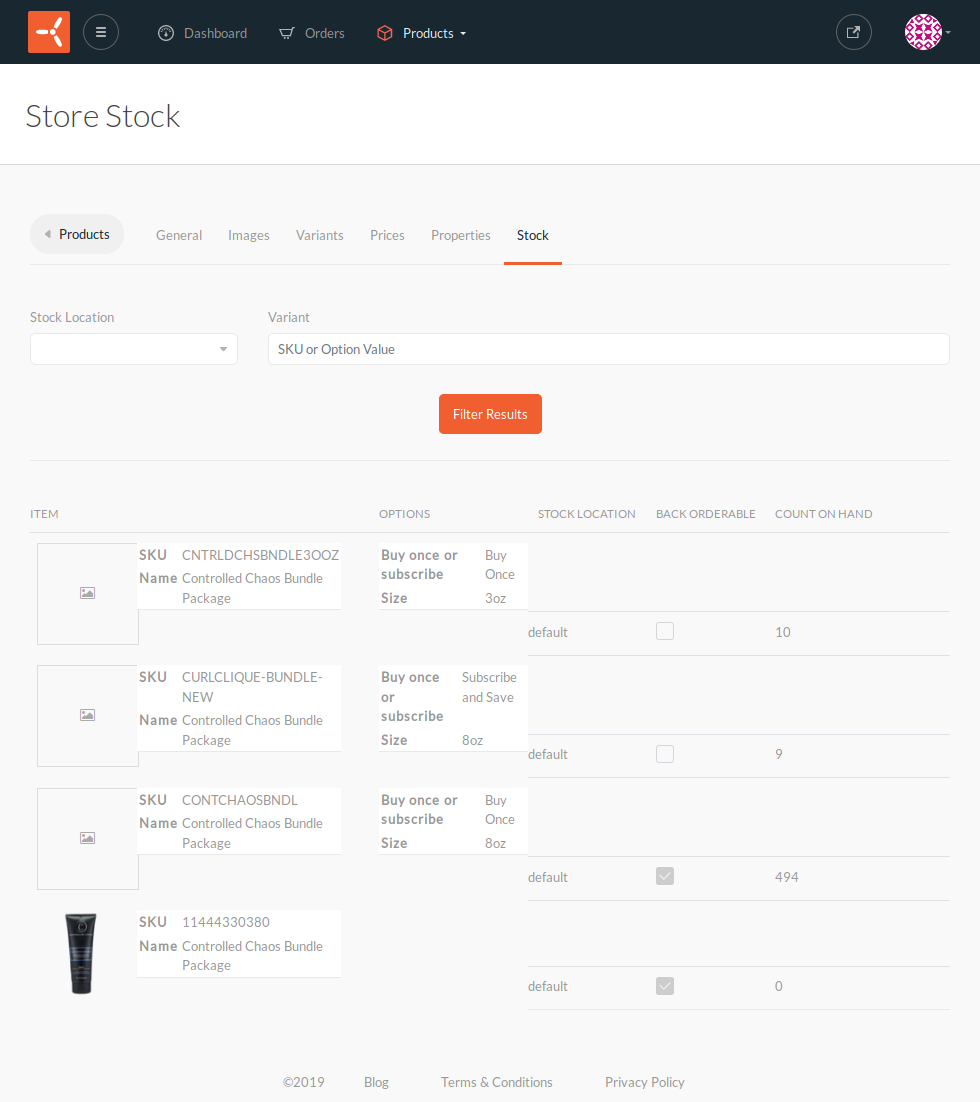 Dashboard
Orders
Products
Store Stock
Products
General
Images
Variants
Prices
Properties
Stock
Stock Location
Variant
SKU or Option Value
Filter Results
ITEM
OPTIONS
STOCK LOCATION
BACK ORDERABLE
COUNT ON HAND
SKU CNTRLDCHSBNDLE3OOZ
Name Controlled Chaos Bundle
Package
Buy once or Buy
subscribe Once
Size 3oz
default
10
SKU CURLCLIQUE-BUNDLE-
NEW
Name Controlled Chaos Bundle
Package
Buy once Subscribe
or and Save
subscribe
Size 8oz
default
9
SKU CONTCHAOSBNDL
Name Controlled Chaos Bundle
Package
Buy once or Buy
subscribe Once
Size 8oz
default
494
SKU 11444330380
Name Controlled Chaos Bundle
Package
default
0
©2019
Blog
Terms & Conditions
Privacy Policy